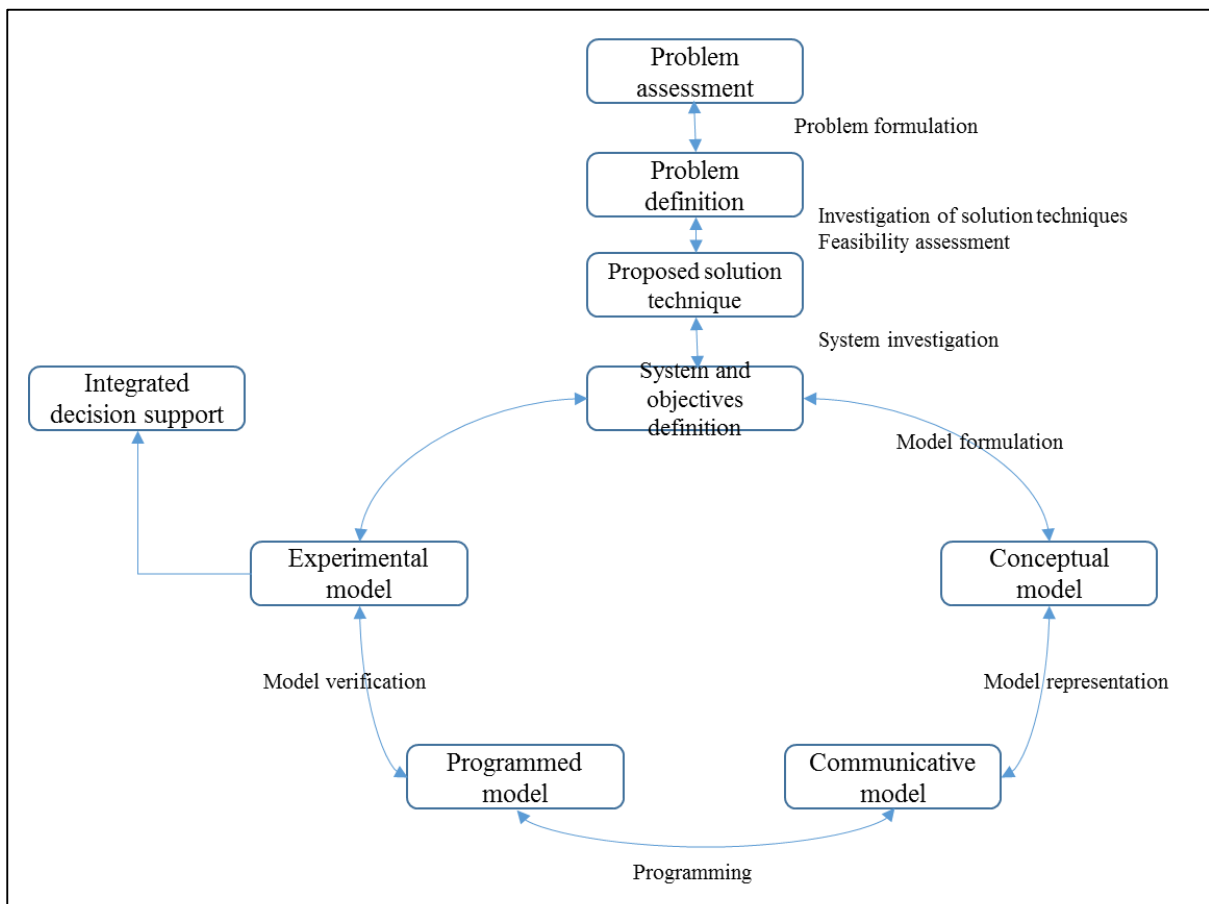 Problem
assessment
Problem formulation
Problem
definition
Investigation of solution techniques
Feasibility assessment
Proposed solution
technique
System investigation
System and
objectives
definition
Integrated
decision support
Model formulation
Experimental
model
Conceptual
model
Model verification
Model representation
Programmed
model
Communicative
model
Programming